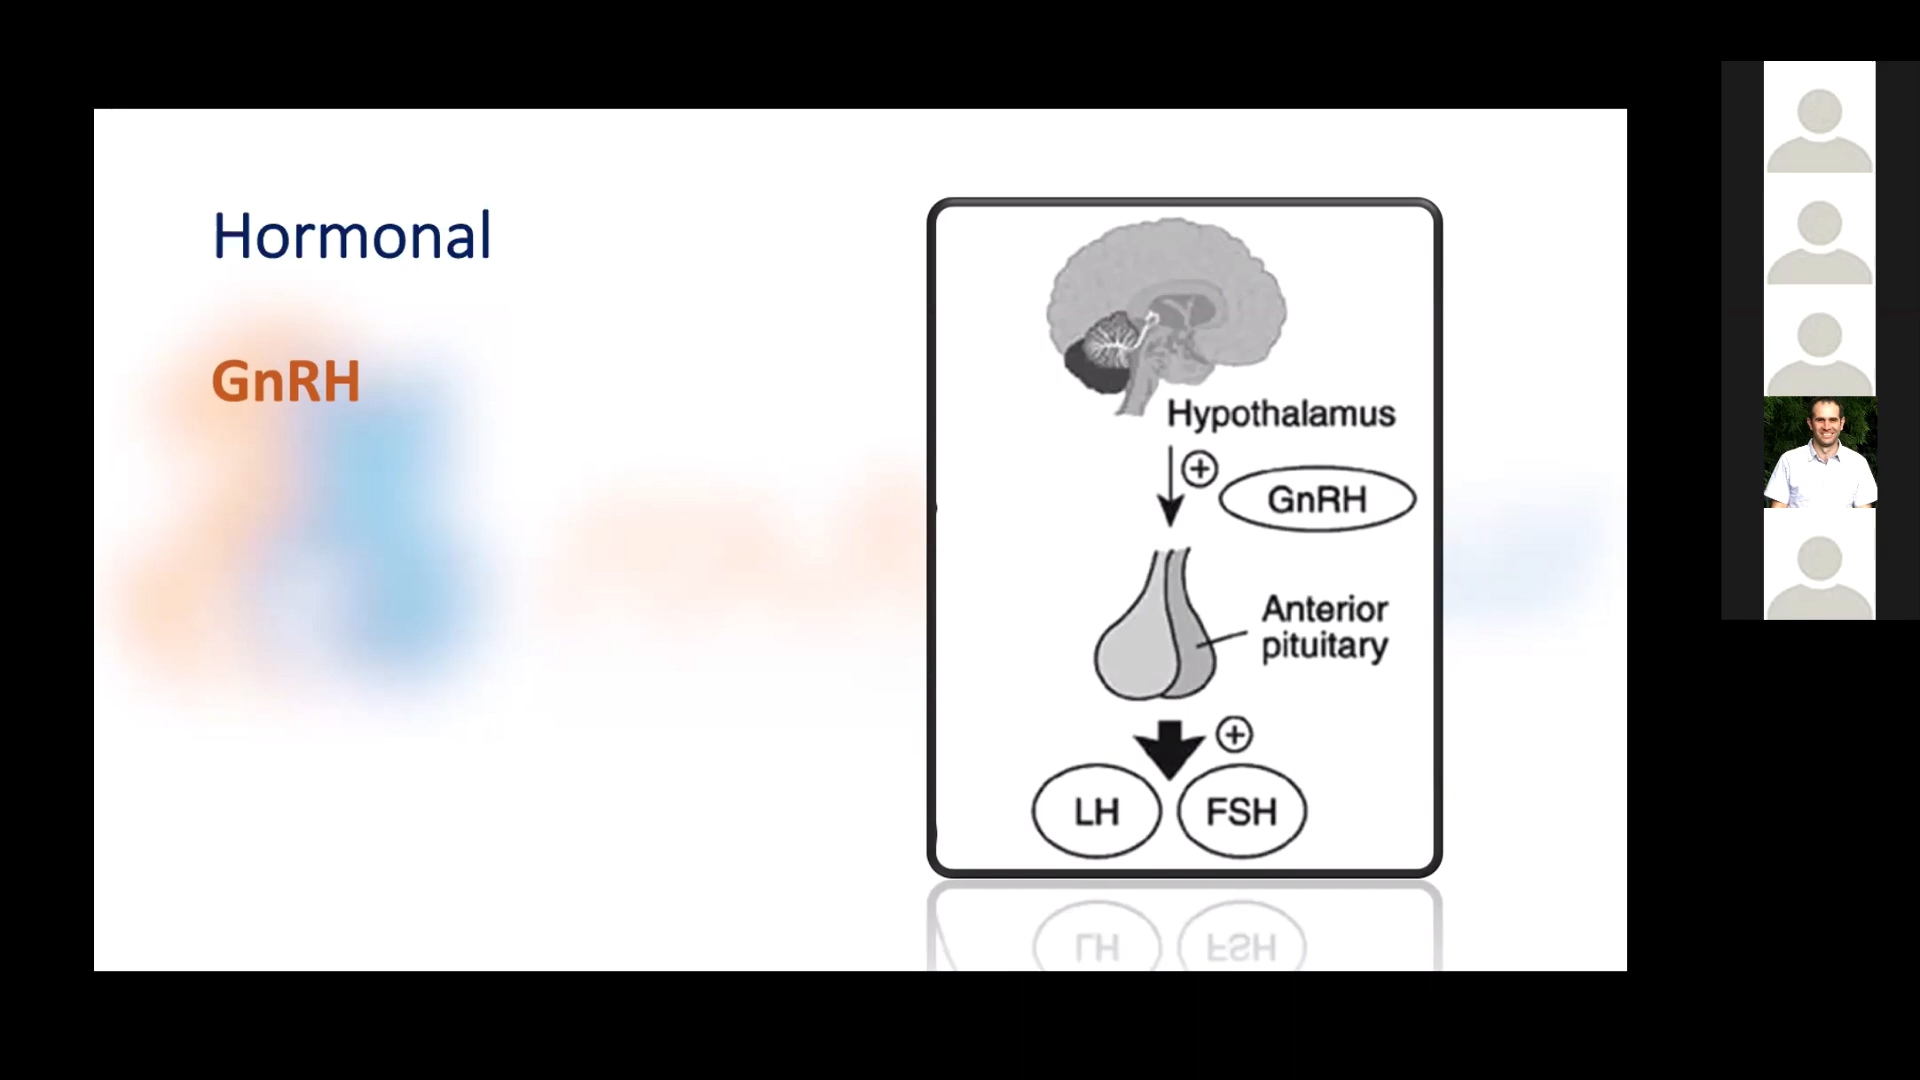 Hormonal
GnRH
Hypothalamus
GnRH
Anterior
pituitary
LH
FSH